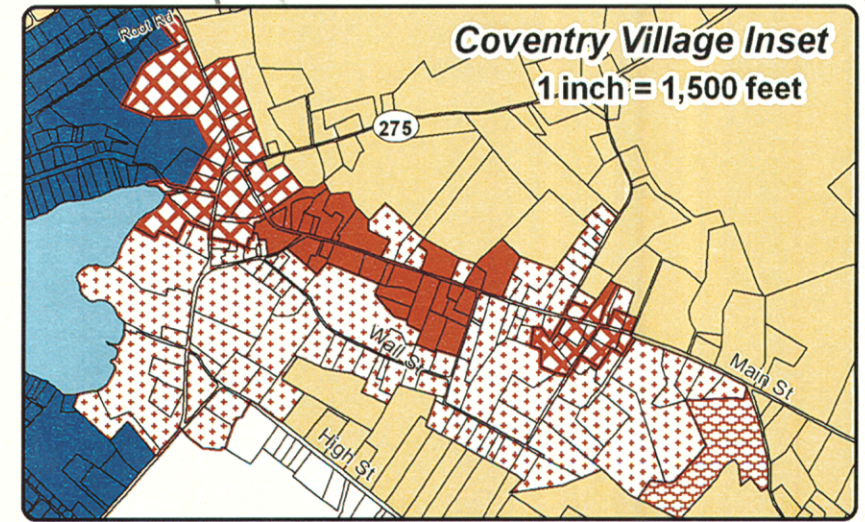 Coventry Village Inset
1 inch = 1,500 feet
Root Rd
275
Wall St
Main St
High St